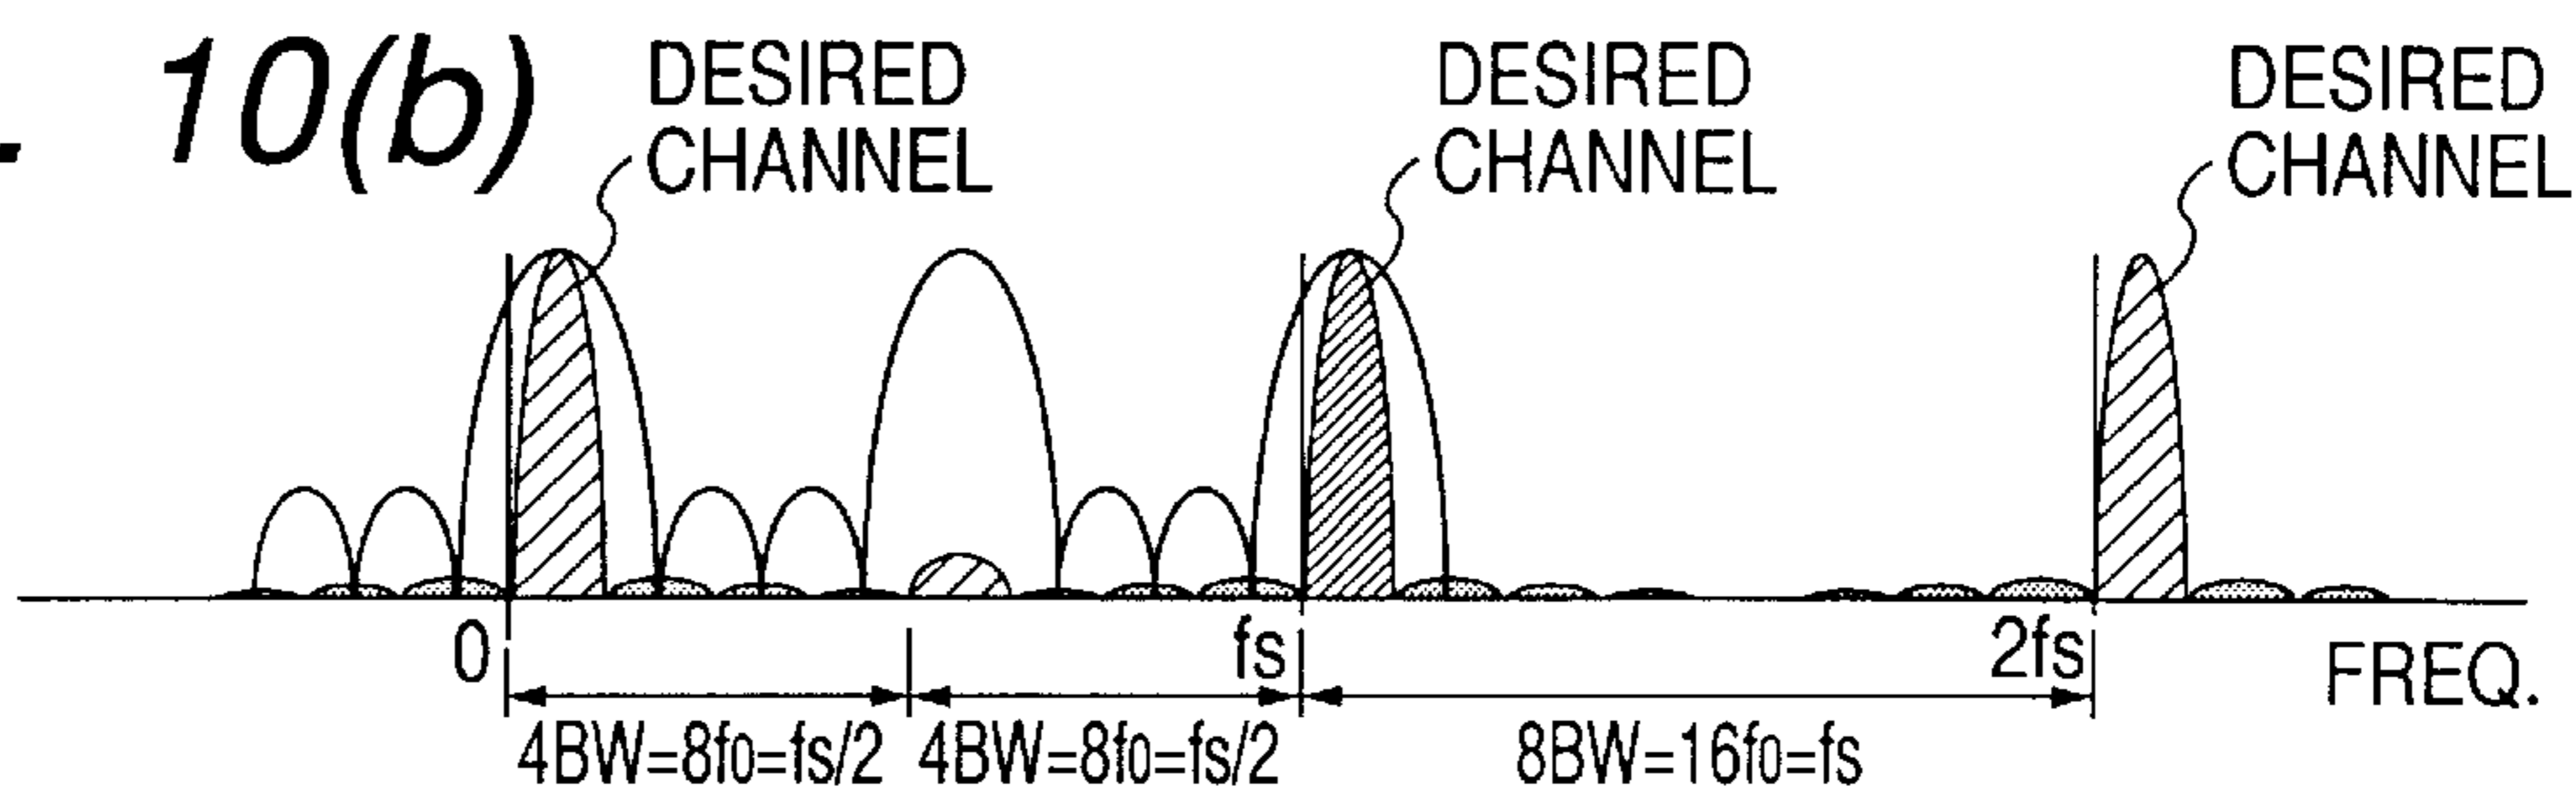 . 10(b)
DESIRED
CHANNEL
DESIRED
CHANNEL
DESIRED
CHANNEL
0
fs
2fs
FREQ.
4BW=8f0=fs/2
4BW=8f0=fs/2
8BW=16f0=fs